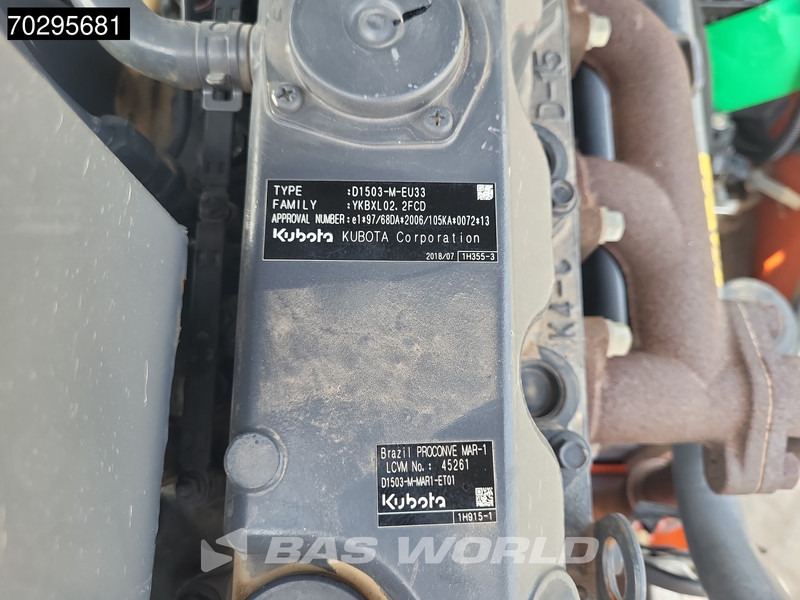 70295681
D-15
TYPE :D1503-M-EU33
FAMILY :YKBXL02.2FCD
APPROVAL NUMBER:e1*97/68DA*2006/105KA*0072*13
Kubota KUBOTA Corporation
2018/07 1H355-3
Brazil PROCONVE MAR-1
LCVM No.: 45261
D1503-M-MAR1-ET01
Kubota
1H915-1
BAS WORLD